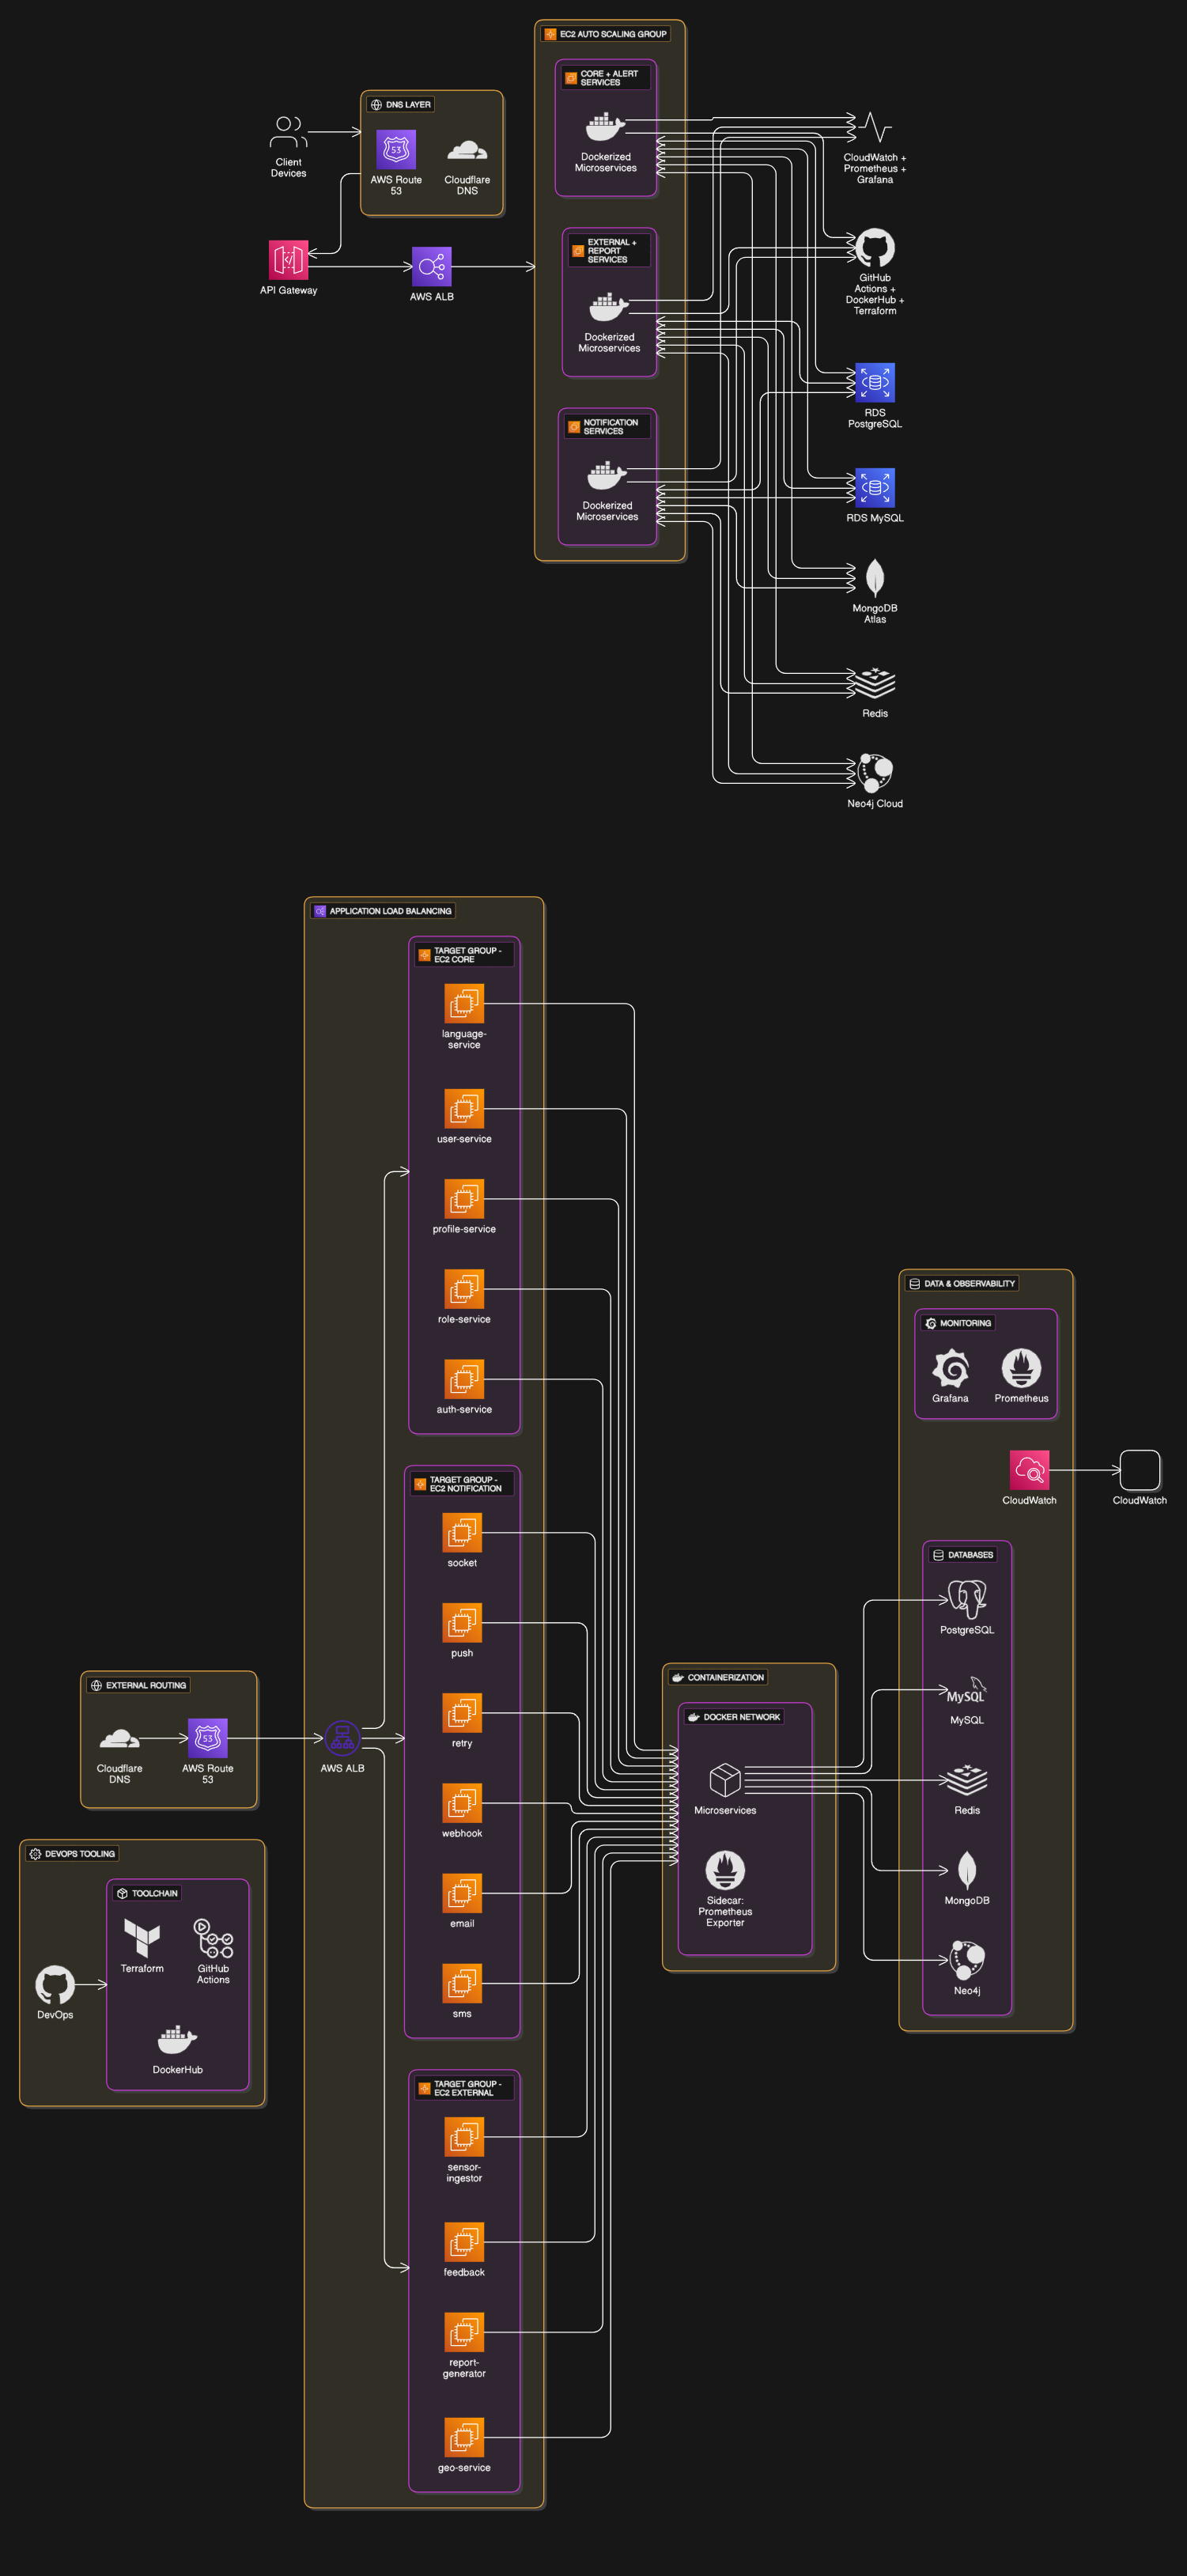 EC2 AUTO SCALING GROUP
CORE + ALERT
SERVICES
Dockerized
Microservices
DNS LAYER
Client
Devices
AWS Route
53
Cloudflare
DNS
CloudWatch +
Prometheus +
Grafana
EXTERNAL +
REPORT
SERVICES
Dockerized
Microservices
API Gateway
AWS ALB
GitHub
Actions +
DockerHub +
Terraform
RDS
PostgreSQL
NOTIFICATION
SERVICES
Dockerized
Microservices
RDS MySQL
MongoDB
Atlas
Redis
Neo4j Cloud
APPLICATION LOAD BALANCING
TARGET GROUP -
EC2 CORE
language-
service
user-service
profile-service
role-service
auth-service
TARGET GROUP -
EC2 NOTIFICATION
socket
push
retry
webhook
email
sms
TARGET GROUP -
EC2 EXTERNAL
sensor-
ingestor
feedback
report-
generator
geo-service
EXTERNAL ROUTING
Cloudflare
DNS
53
AWS Route
53
AWS ALB
DEVOPS TOOLING
TOOLCHAIN
Terraform
GitHub
Actions
DevOps
DockerHub
CONTAINERIZATION
DOCKER NETWORK
Microservices
Sidecar:
Prometheus
Exporter
DATA & OBSERVABILITY
MONITORING
Grafana
Prometheus
CloudWatch
CloudWatch
DATABASES
PostgreSQL
MySQL
MySQL
Redis
MongoDB
Neo4j